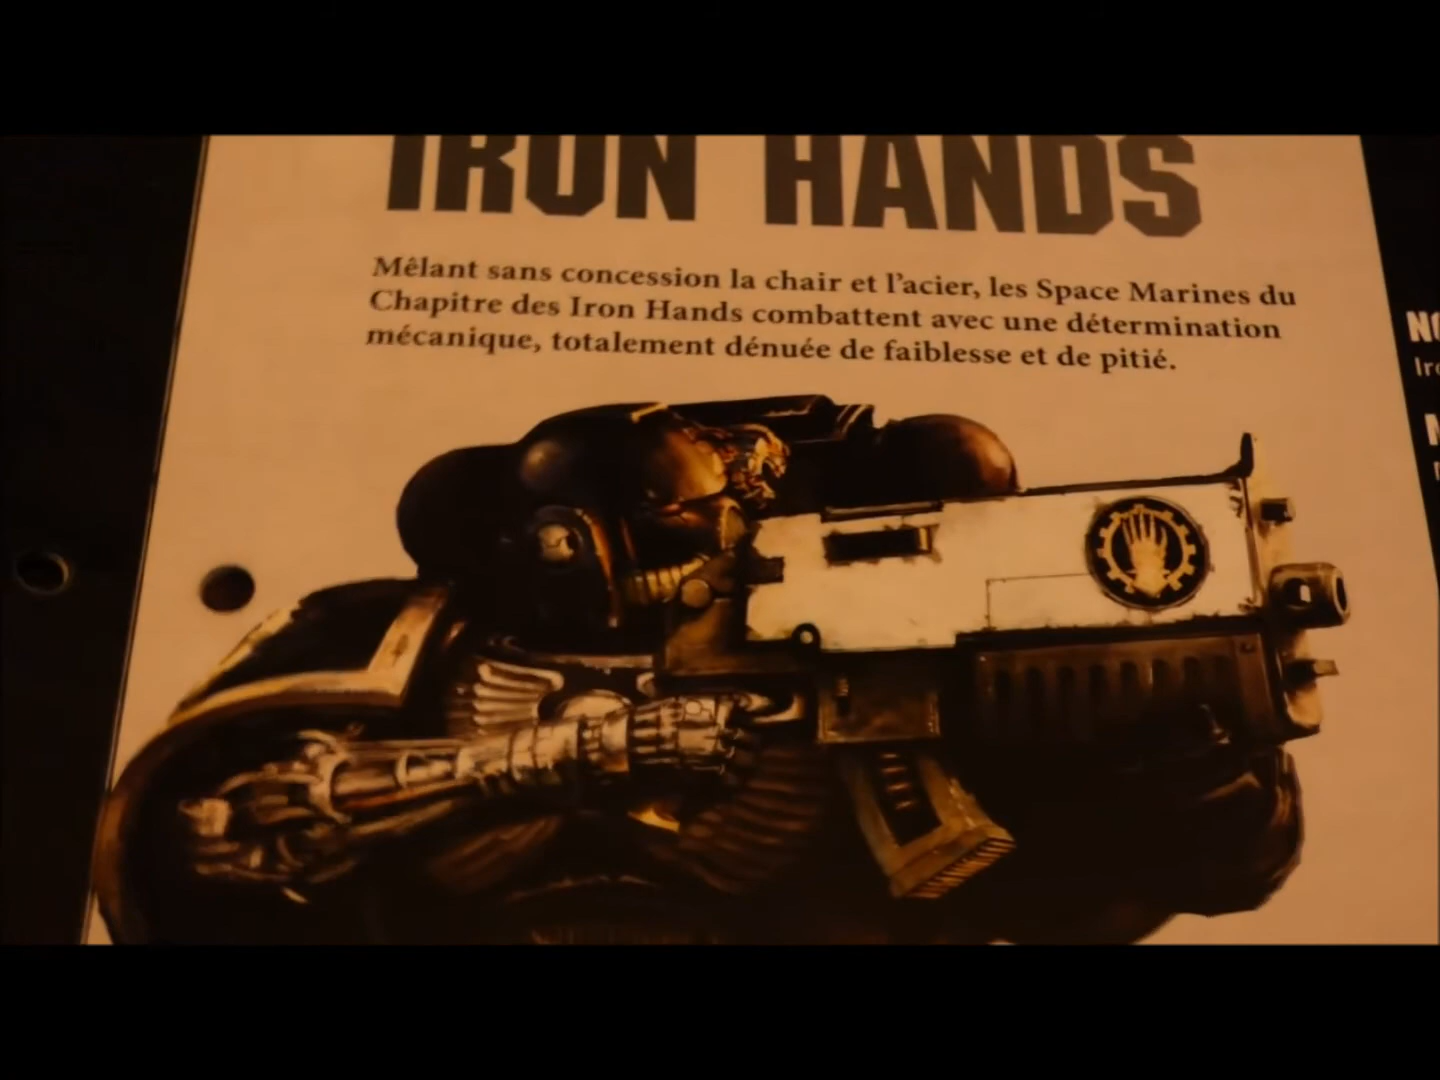 IRON HANDS
Mêlant sans concession la chair et l'acier, les Space Marines du
Chapitre des Iron Hands combattent avec une détermination
mécanique, totalement dénuée de faiblesse et de pitié.